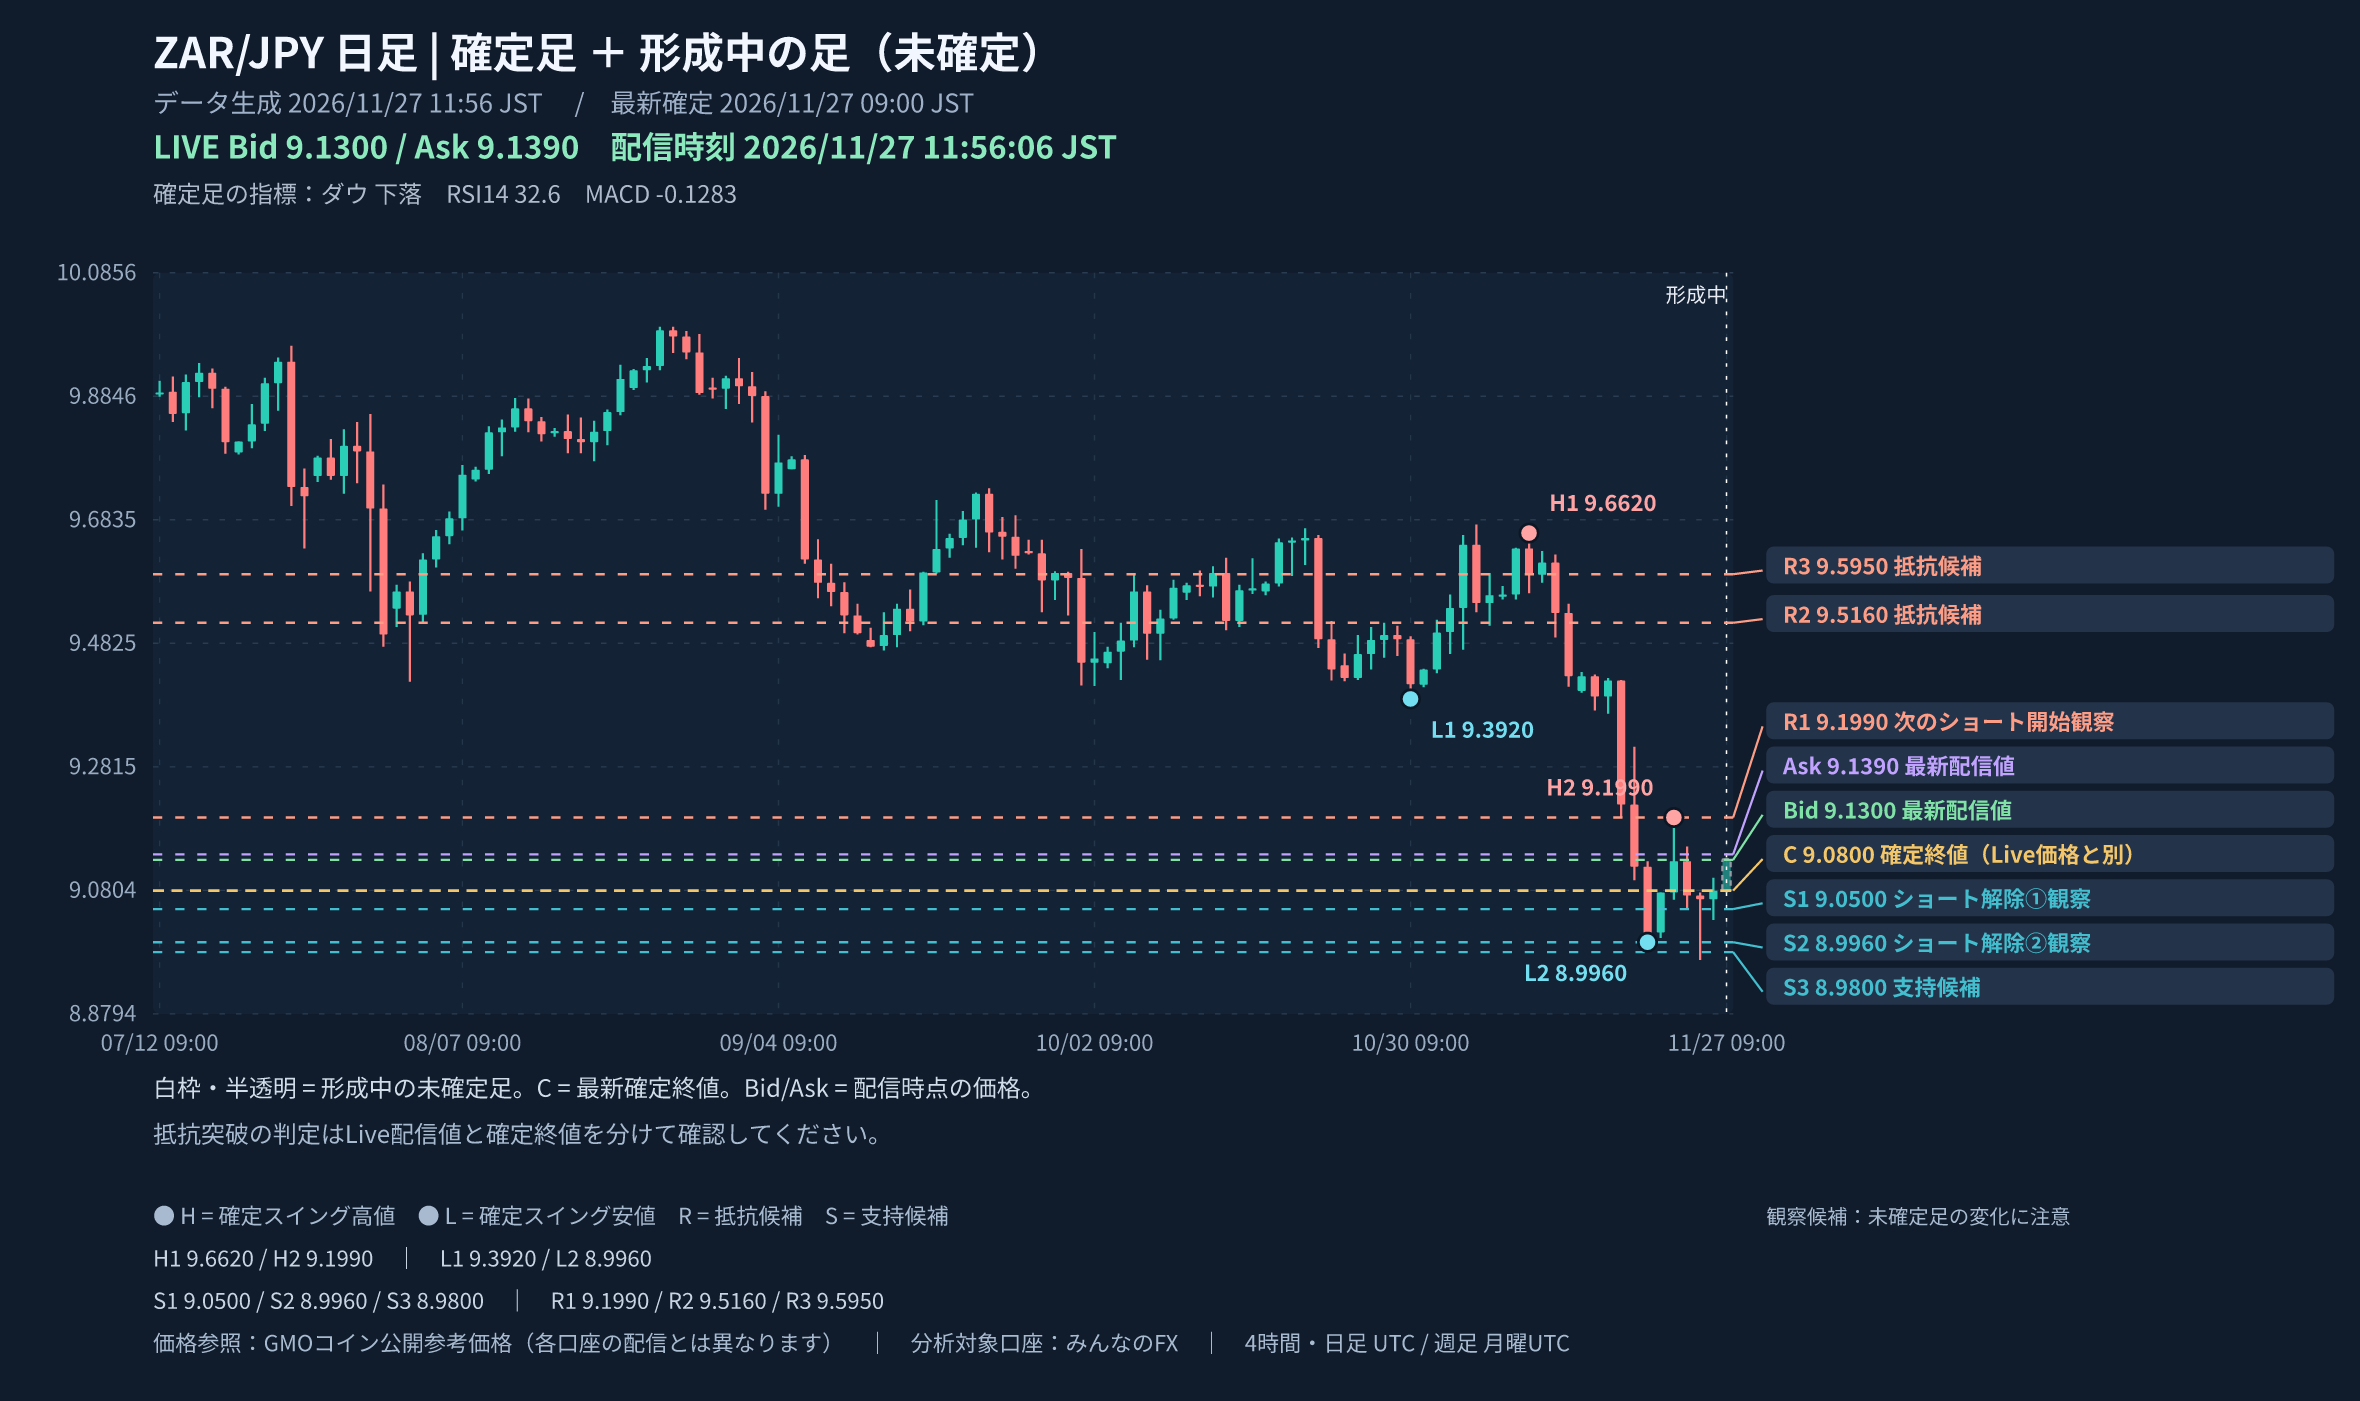 ZAR/JPY 日足 | 確定足 ＋ 形成中の足（未確定）
データ生成 2026/11/27 11:56 JST　/　最新確定 2026/11/27 09:00 JST
LIVE Bid 9.1300 / Ask 9.1390　配信時刻 2026/11/27 11:56:06 JST
確定足の指標：ダウ 下落　RSI14 32.6　MACD -0.1283
10.0856
9.8846
9.6835
9.4825
9.2815
9.0804
8.8794
形成中
H1 9.6620
L1 9.3920
H2 9.1990
L2 8.9960
R3 9.5950 抵抗候補
R2 9.5160 抵抗候補
R1 9.1990 次のショート開始観察
Ask 9.1390 最新配信値
Bid 9.1300 最新配信値
C 9.0800 確定終値（Live価格と別）
S1 9.0500 ショート解除①観察
S2 8.9960 ショート解除②観察
S3 8.9800 支持候補
07/12 09:00
08/07 09:00
09/04 09:00
10/02 09:00
10/30 09:00
11/27 09:00
白枠・半透明 = 形成中の未確定足。C = 最新確定終値。Bid/Ask = 配信時点の価格。
抵抗突破の判定はLive配信値と確定終値を分けて確認してください。
● H = 確定スイング高値　● L = 確定スイング安値　R = 抵抗候補　S = 支持候補
観察候補：未確定足の変化に注意
H1 9.6620 / H2 9.1990　｜　L1 9.3920 / L2 8.9960
S1 9.0500 / S2 8.9960 / S3 8.9800　｜　R1 9.1990 / R2 9.5160 / R3 9.5950
価格参照：GMOコイン公開参考価格（各口座の配信とは異なります）　｜　分析対象口座：みんなのFX　｜　4時間・日足 UTC / 週足 月曜UTC